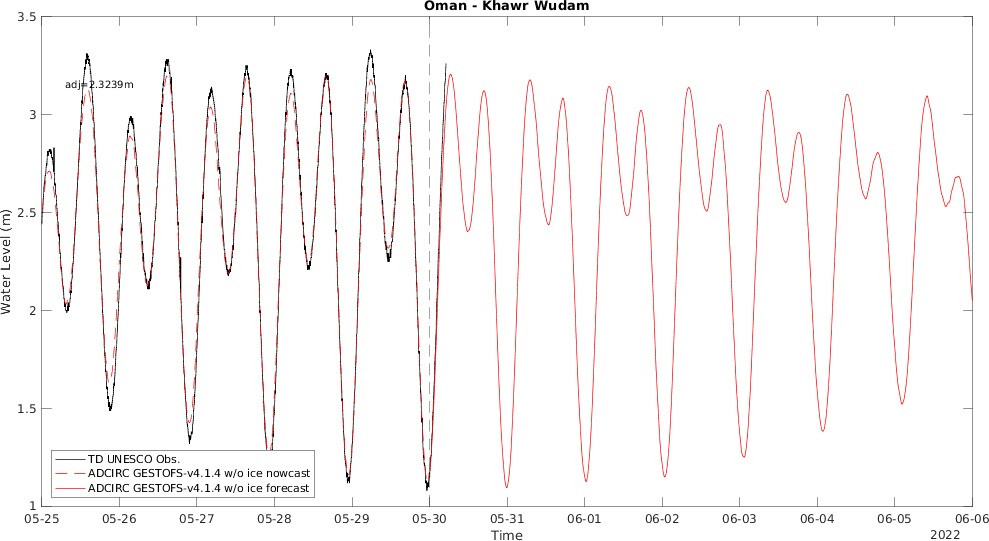 Oman - Khawr Wudam
3.5
adj=2.3239m
3
2.5
Water Level (m)
2
1.5
TD UNESCO Obs.
ADCIRC GESTOFS-v4.1.4 w/o ice nowcast
ADCIRC GESTOFS-v4.1.4 w/o ice forecast
1
05-25 05-26 05-27 05-28 05-29 05-30 05-31 06-01 06-02 06-03 06-04 06-05 06-06
Time
2022